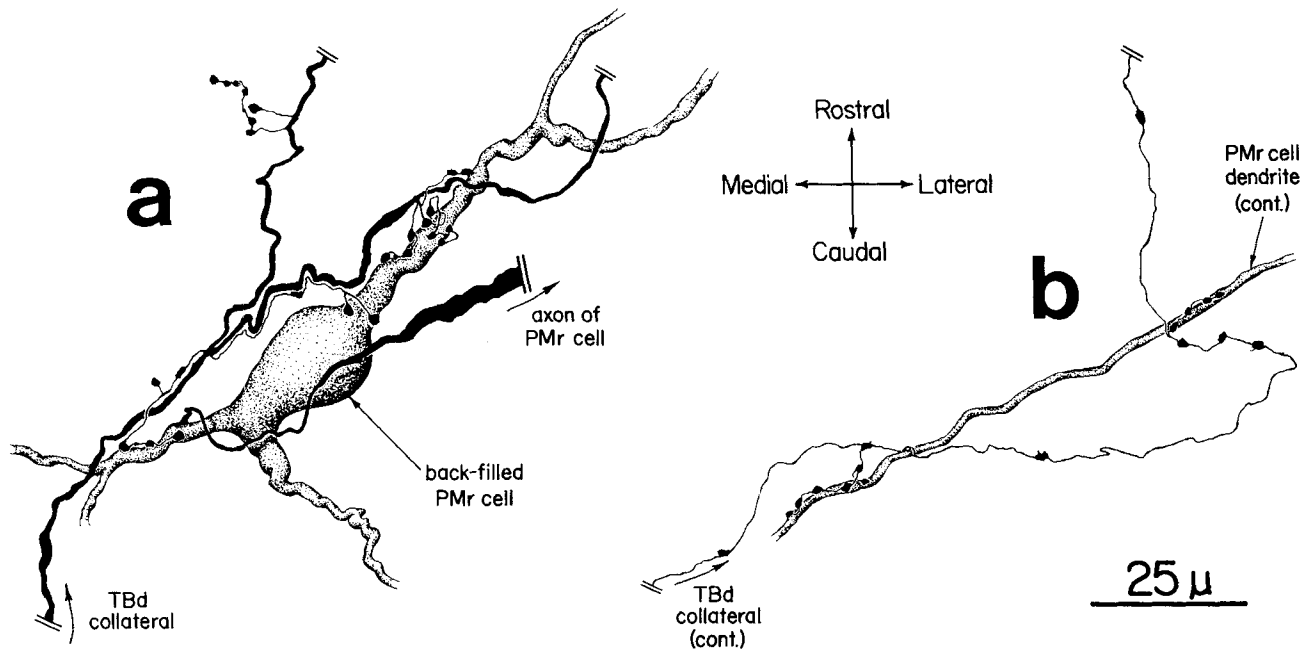 a
axon of
PMr cell
back-filled
PMr cell
TBd
collateral
Rostral
Medial
Lateral
Caudal
b
PMr cell
dendrite
(cont.)
TBd
collateral
(cont.)
25 μ